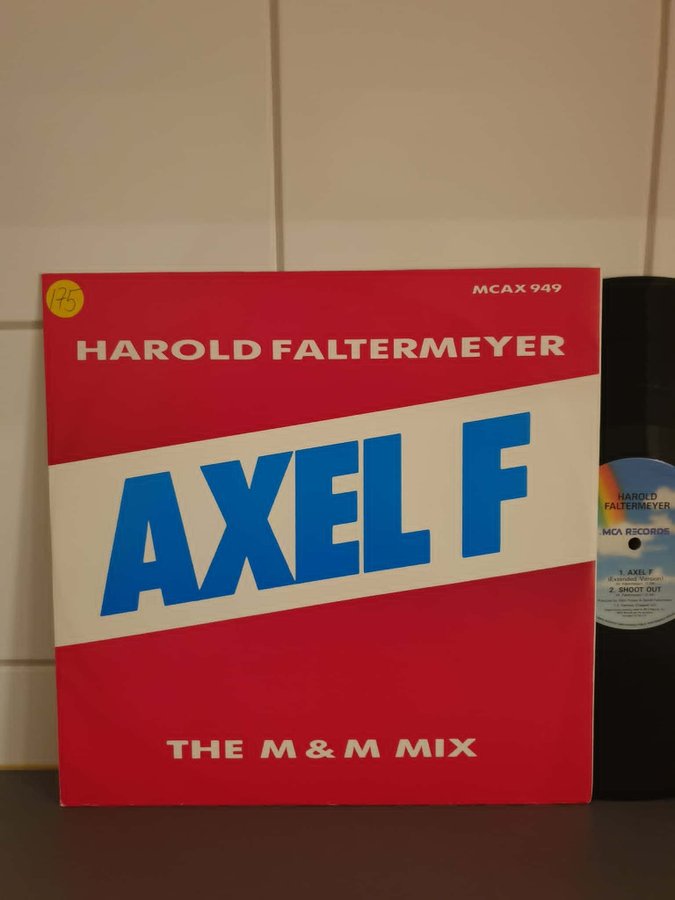 175
MCAX 949
HAROLD FALTERMEYER
AXEL F
THE M & M MIX
HAROLD
FALTERMEYER
MCA RECORDS
1. AXEL F
(Extended Version)
2. SHOOT OUT